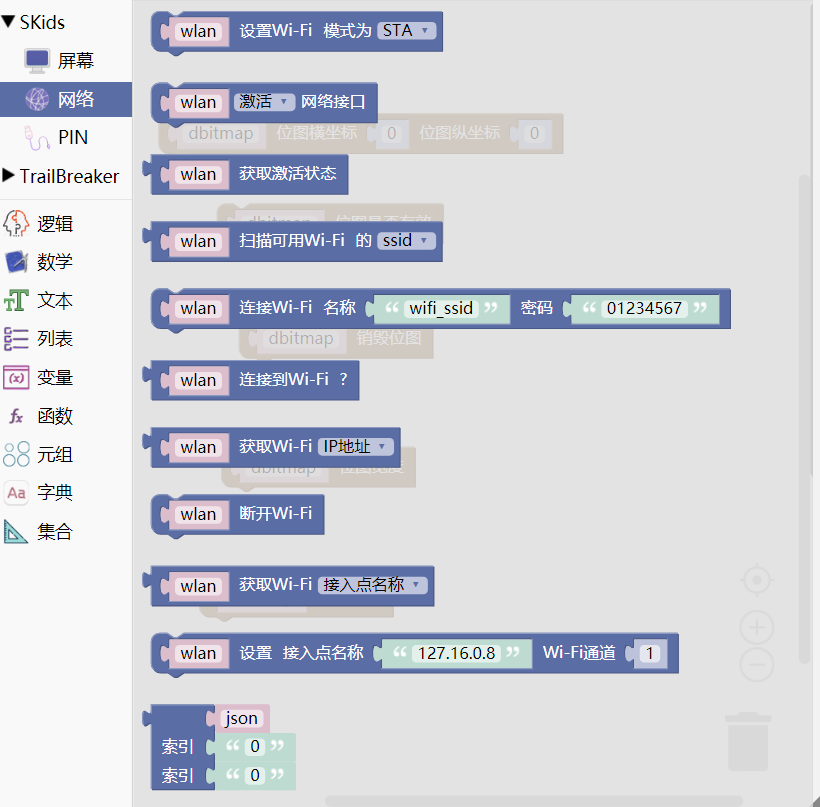 SKids
屏幕
网络
PIN
TrailBreaker
逻辑
数学
文本
列表
变量
函数
元组
字典
集合
wlan 设置Wi-Fi 模式为 STA
wlan 激活 网络接口
dbitmap 位图横坐标 0 位图纵坐标 0
wlan 获取激活状态
dbitmap 位图是否有效
wlan 扫描可用Wi-Fi 的 ssid
wlan 连接Wi-Fi 名称 “ wifi_ssid ” 密码 “ 01234567 ”
dbitmap 销毁位图
wlan 连接到Wi-Fi ?
wlan 获取Wi-Fi IP地址
dbitmap
wlan 断开Wi-Fi
wlan 获取Wi-Fi 接入点名称
wlan 设置 接入点名称 “ 127.16.0.8 ” Wi-Fi通道 1
json
索引 “ 0 ”
索引 “ 0 ”